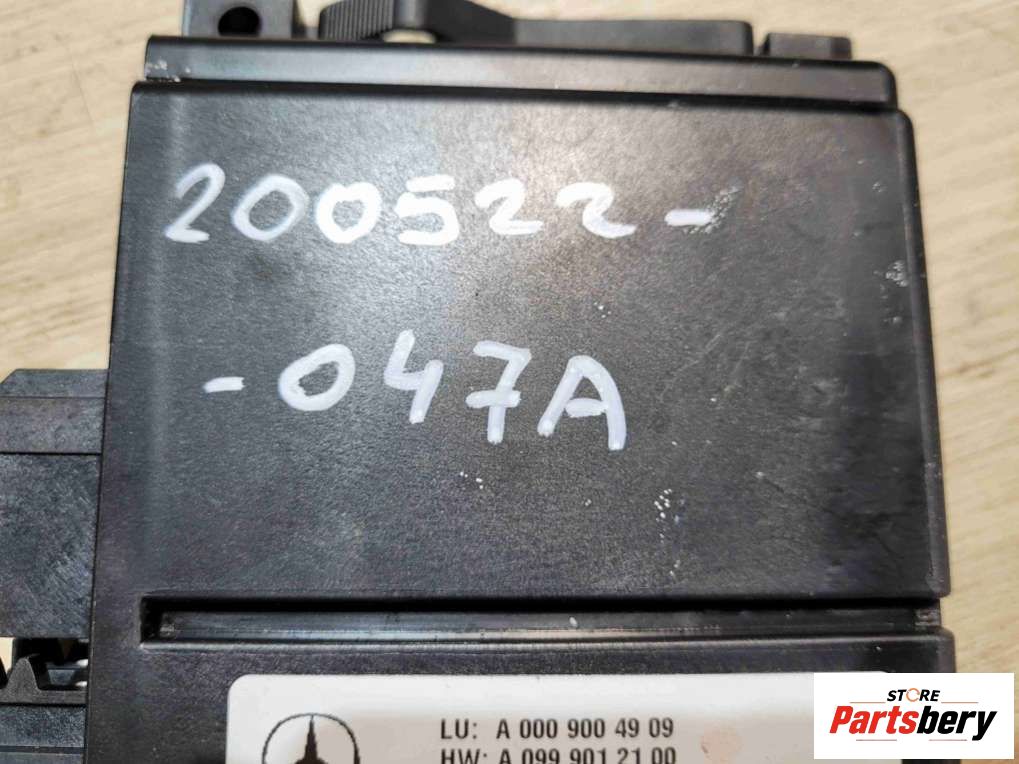 200522-
-047A
LU: A 000 900 49 09
HW: A 099 901 21 00
STORE
Partsbery